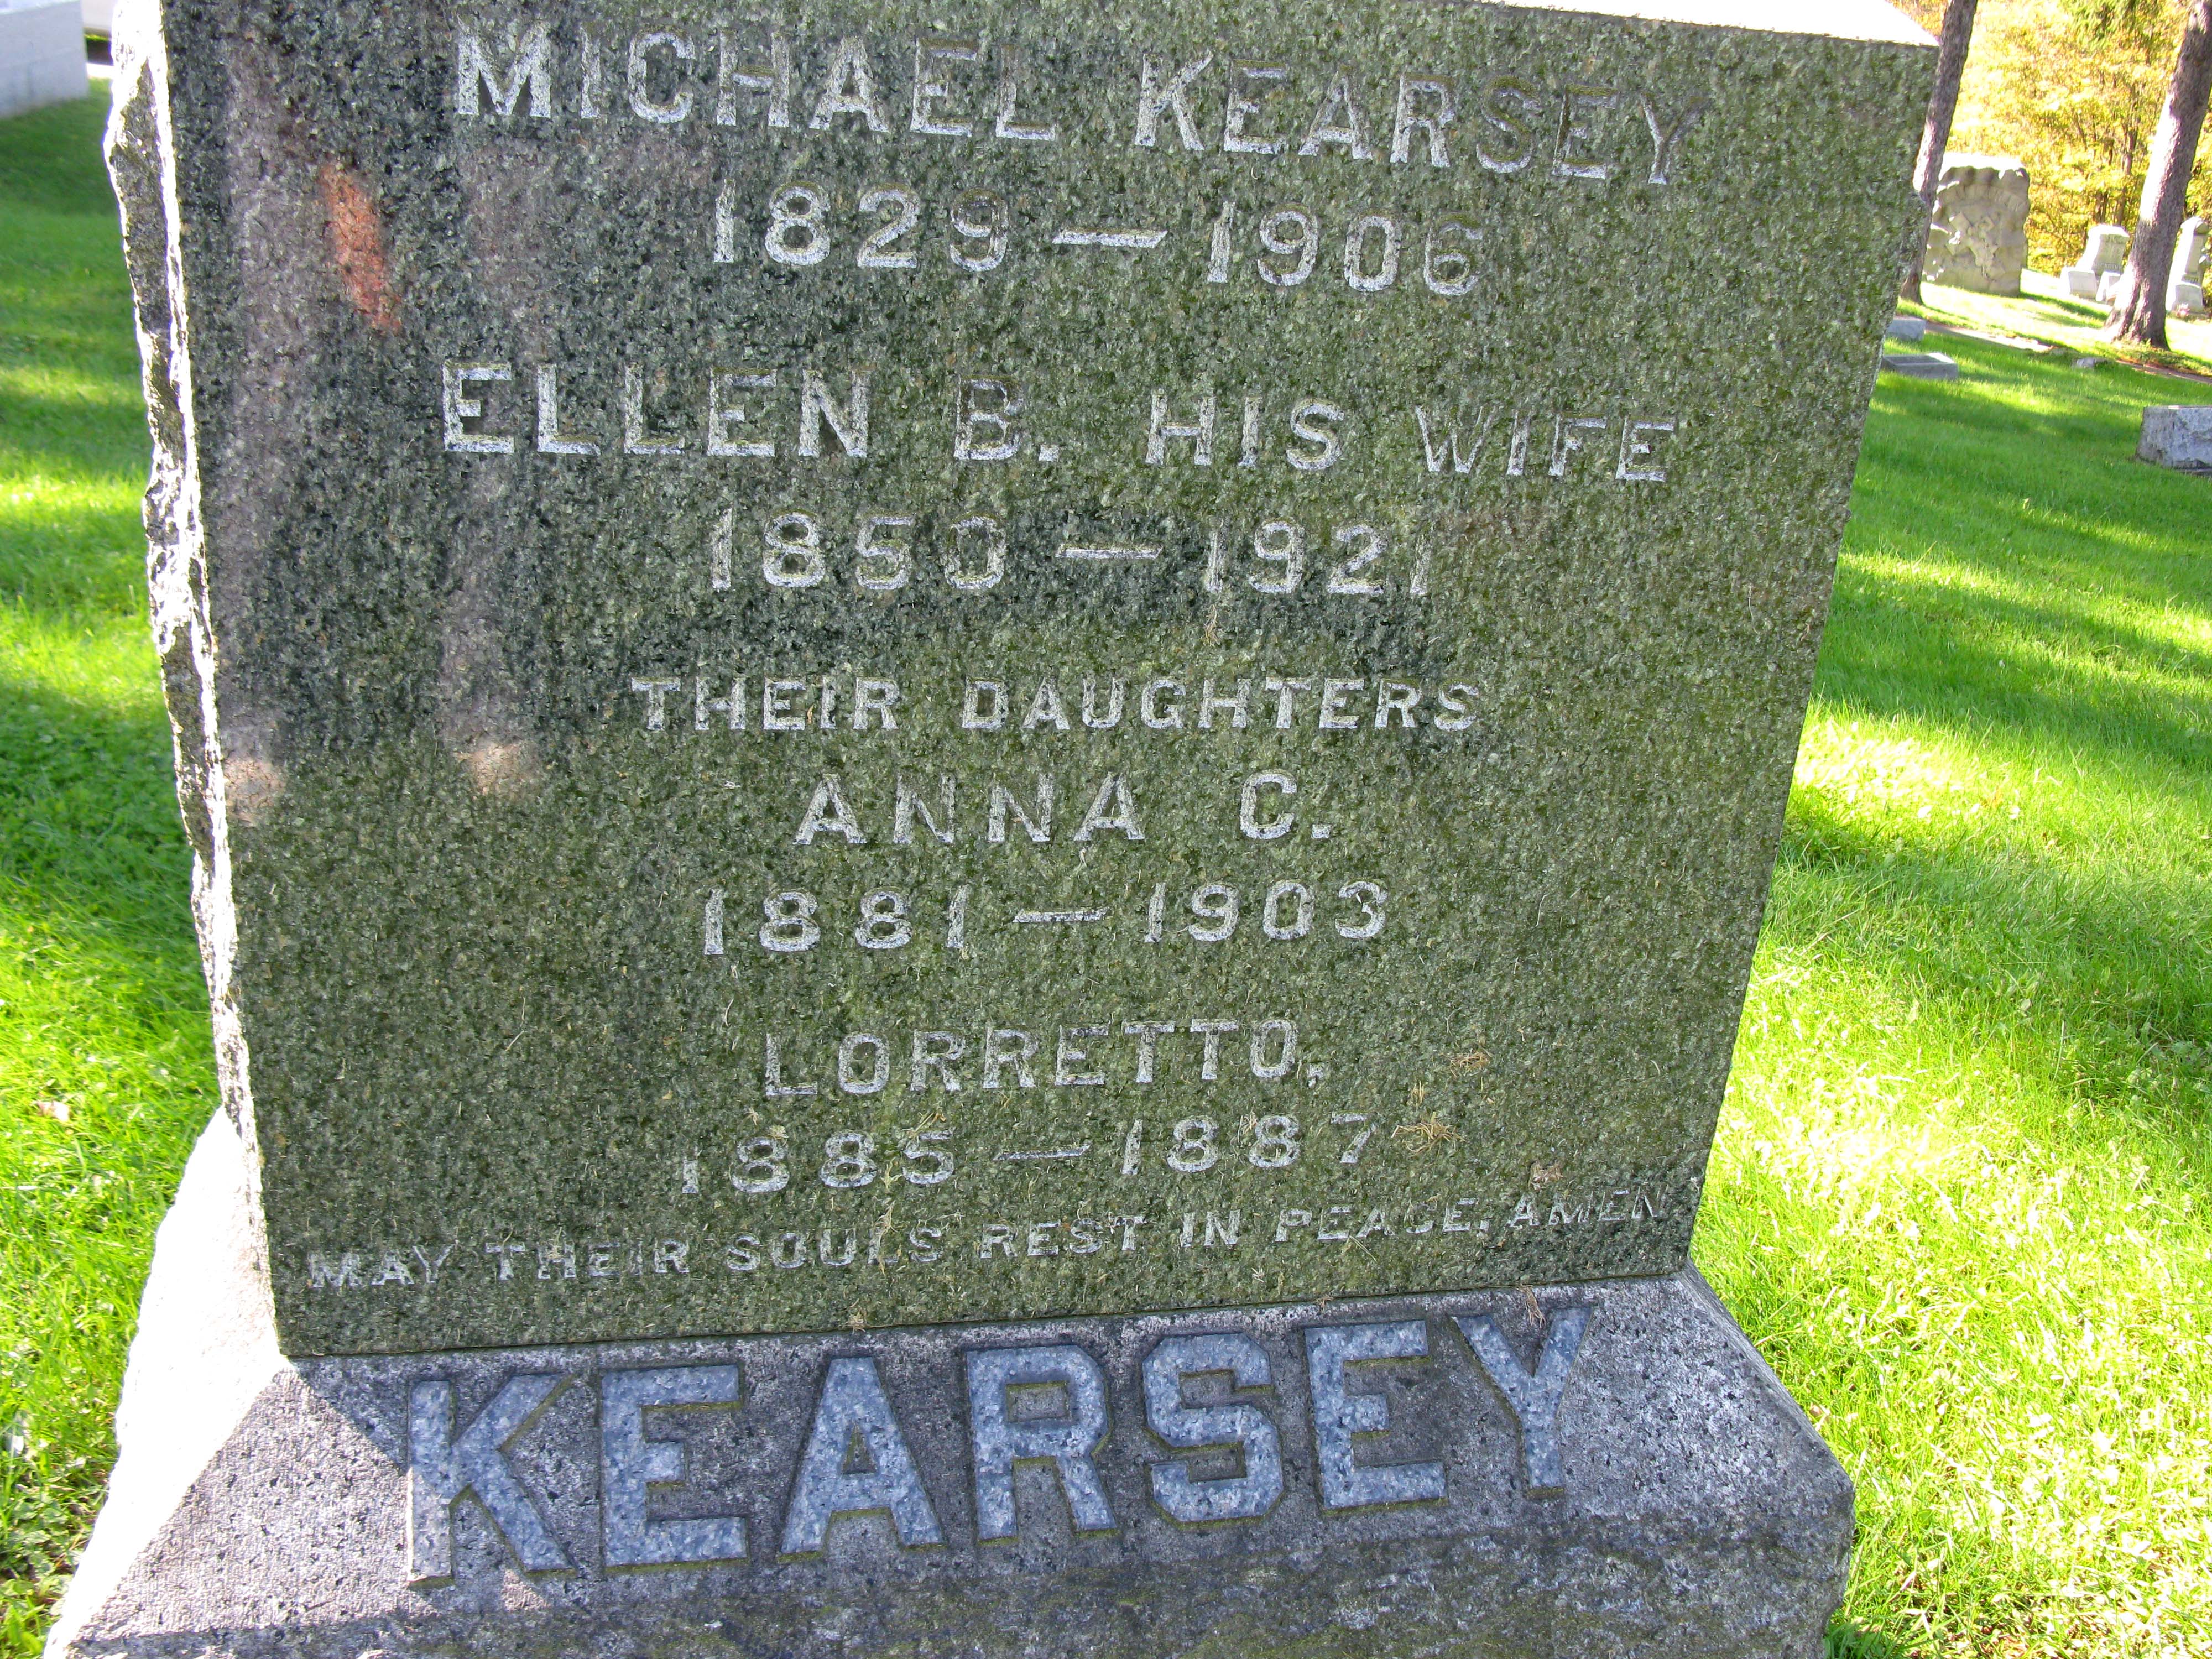 MICHAEL KEARSEY
1829 — 1906
ELLEN B. HIS WIFE
1850 — 1921
THEIR DAUGHTERS
ANNA C.
1881 — 1903
LORRETTO,
1885 — 1887
MAY THEIR SOULS REST IN PEACE, AMEN
KEARSEY